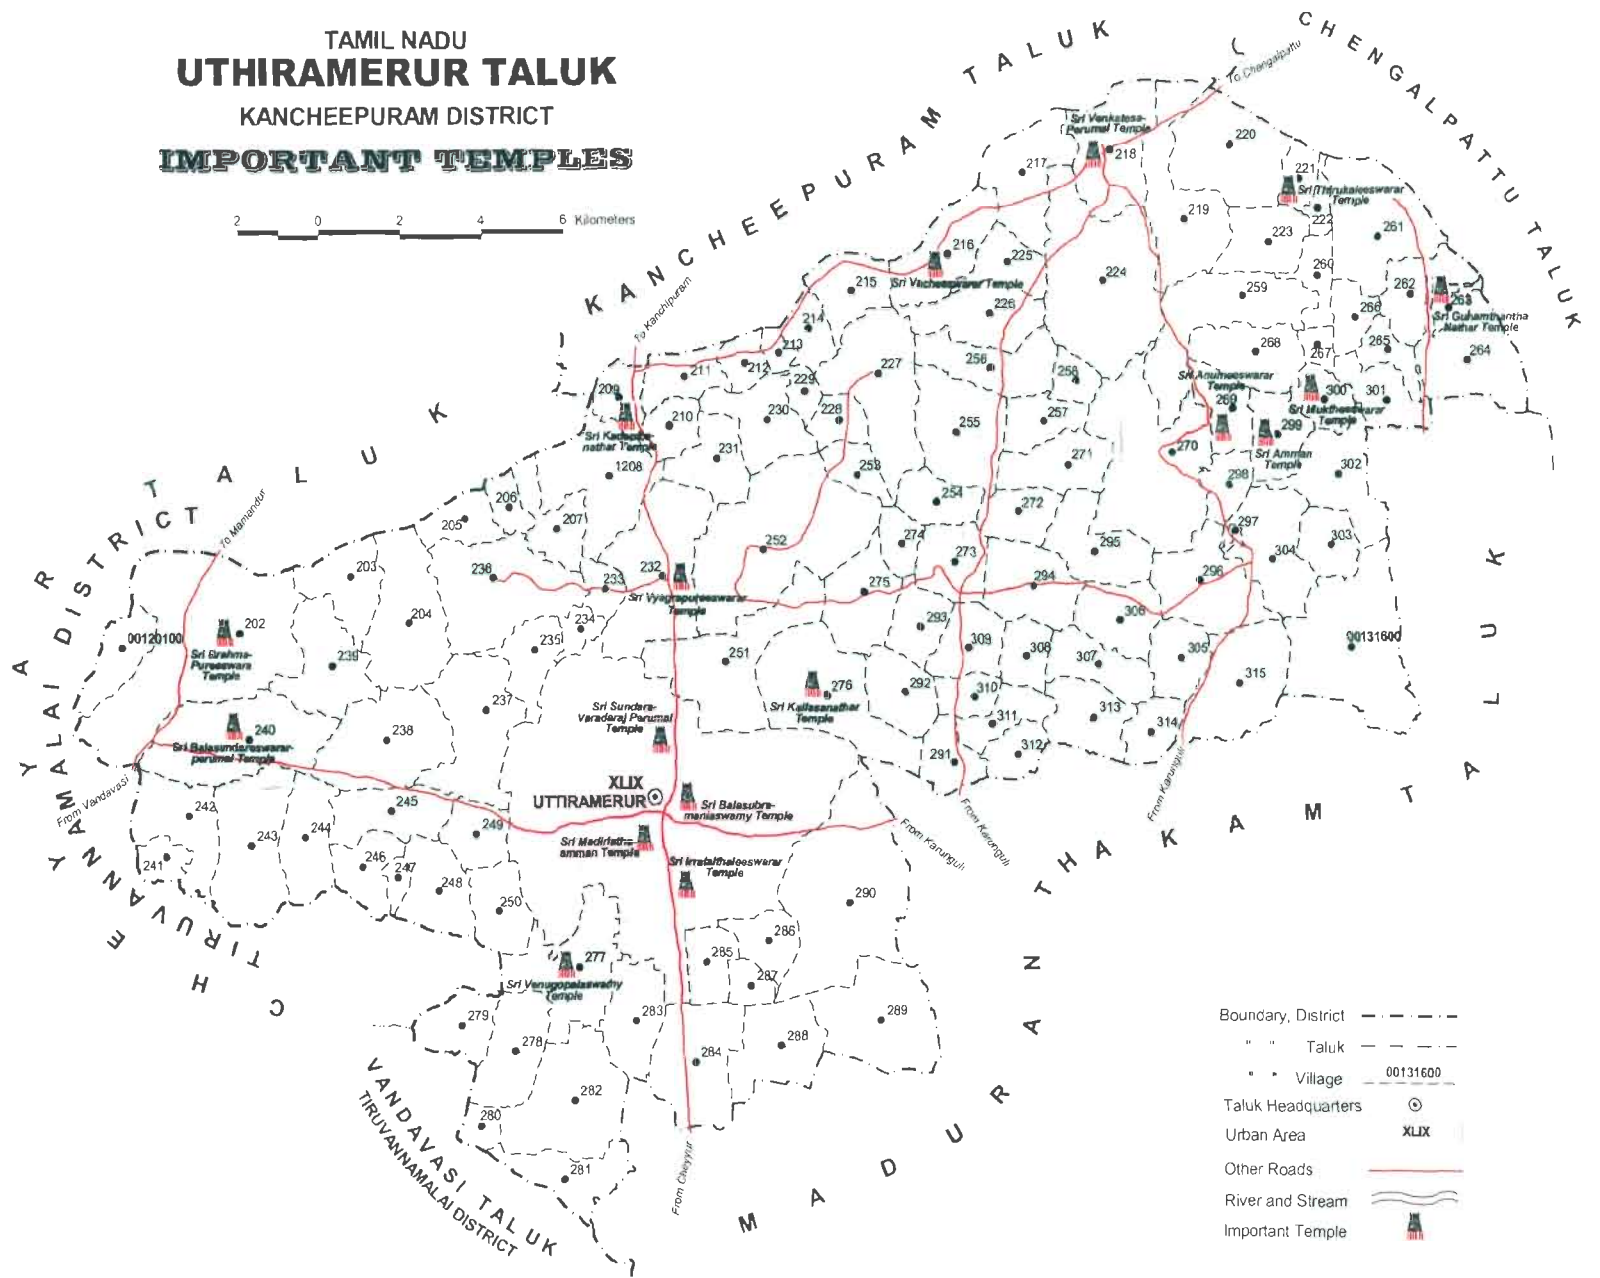 TAMIL NADU
UTHIRAMERUR TALUK
KANCHEEPURAM DISTRICT
IMPORTANT TEMPLES
2 0 2 4 6 Kilometers
KANCHEEPURAM TALUK
CHENGALPATTU TALUK
To Chengalpattu
Sri Venkatesa-
Perumal Temple
218
220
217
221
Sri Thirukaleeswarar
Temple
222
219
223
261
216
225
Sri Vacheeswarar Temple
224
260
215
259
262
263
Sri Guhamthantha
Nathar Temple
226
266
To Kanchipuram
214
213
212
211
227
256
258
268
267
265
264
Sri Anumeeswarar
Temple
269
300
301
Sri Muktheeswarar
Temple
209
229
230
228
210
257
255
299
Sri Amman
Temple
Sri Kadappa-
nathar Temple
231
270
271
302
1208
253
298
206
254
272
205
207
297
303
304
295
274
273
252
CHEYYAR TALUK
TIRUVANNAMALAI DISTRICT
To Mamandur
203
236
233
232
Sri Vyagrapureeswarar
Temple
275
294
296
204
306
00120100
202
Sri Brahma-
Pureeswara
Temple
239
235
234
251
293
309
308
307
305
00131600
315
276
Sri Kailasanathar
Temple
292
310
237
Sri Sundara-
Varadaraj Perumal
Temple
311
313
314
312
291
240
Sri Balasundareswarar-
perumal Temple
238
From Vandavasi
XLIX
UTTIRAMERUR
Sri Balasubra-
maniaswamy Temple
From Karunguli
From Karunguli
From Karunguli
242
245
249
243
244
Sri Madiriatha-
amman Temple
Sri Irratalthaleeswarar
Temple
241
246
247
248
250
290
286
285
287
277
Sri Venugopalaswamy
Temple
279
278
283
284
288
289
282
280
281
VANDAVASI TALUK
TIRUVANNAMALAI DISTRICT
From Cheyyur
MADURANTHAKAM TALUK
Boundary, District
" " Taluk
" " Village 00131600
Taluk Headquarters
Urban Area XLIX
Other Roads
River and Stream
Important Temple